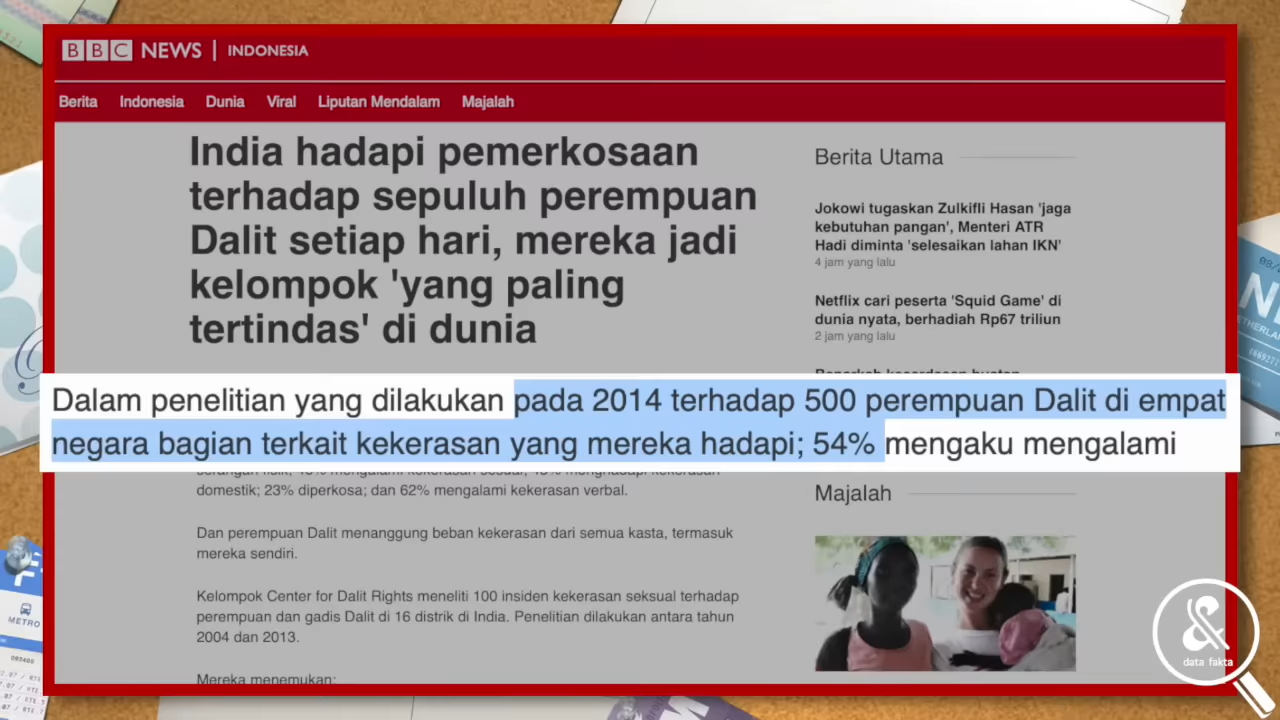 BBC NEWS | INDONESIA
Berita Indonesia Dunia Viral Liputan Mendalam Majalah
India hadapi pemerkosaan
terhadap sepuluh perempuan
Dalit setiap hari, mereka jadi
kelompok 'yang paling
tertindas' di dunia
Berita Utama
Jokowi tugaskan Zulkifli Hasan 'jaga
kebutuhan pangan', Menteri ATR
Hadi diminta 'selesaikan lahan IKN'
4 jam yang lalu
Netflix cari peserta 'Squid Game' di
dunia nyata, berhadiah Rp67 triliun
2 jam yang lalu
Dalam penelitian yang dilakukan pada 2014 terhadap 500 perempuan Dalit di empat
negara bagian terkait kekerasan yang mereka hadapi; 54% mengaku mengalami
domestik; 23% diperkosa; dan 62% mengalami kekerasan verbal.
Dan perempuan Dalit menanggung beban kekerasan dari semua kasta, termasuk
mereka sendiri.
Kelompok Center for Dalit Rights meneliti 100 insiden kekerasan seksual terhadap
perempuan dan gadis Dalit di 16 distrik di India. Penelitian dilakukan antara tahun
2004 dan 2013.
Mereka menemukan:
Majalah
& data fakta
METRO